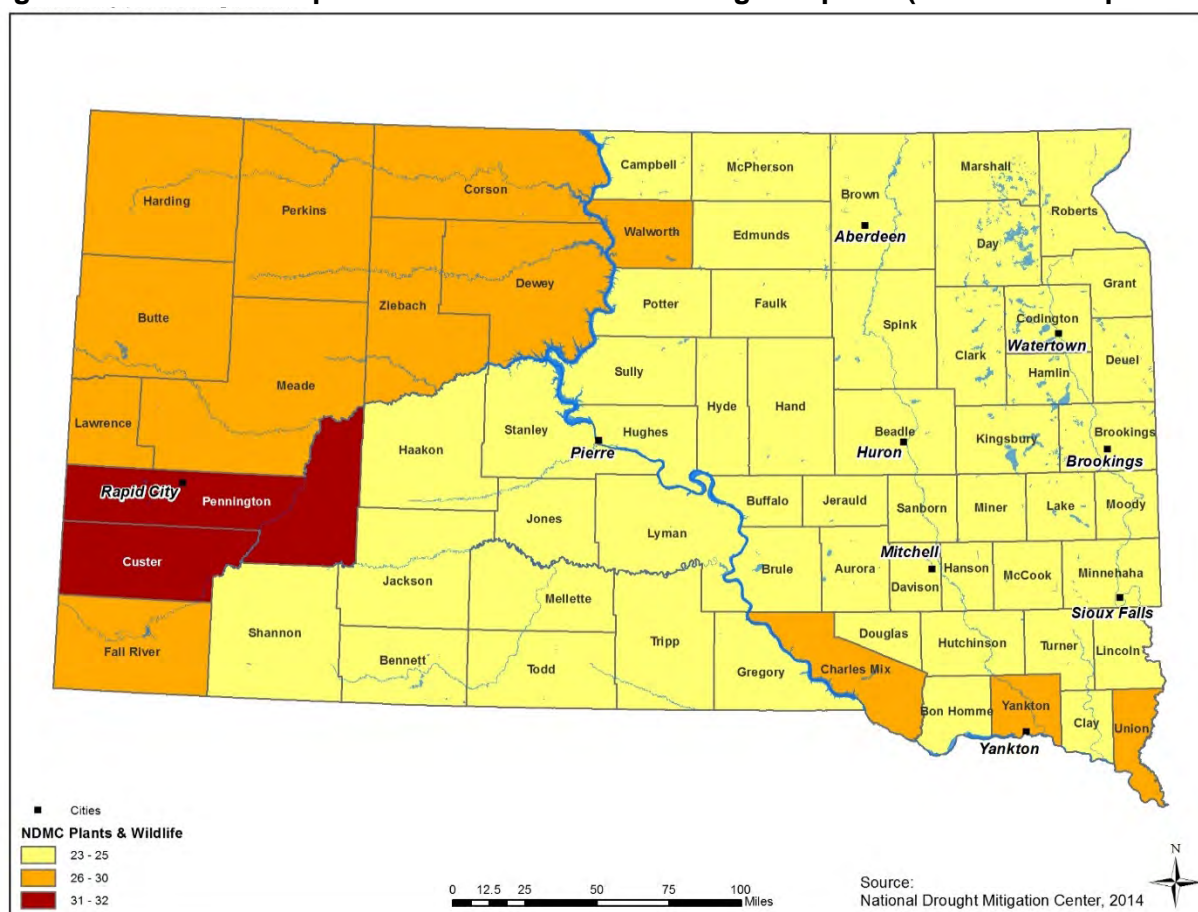 Campbell
McPherson
Marshall
Brown
Roberts
Corson
Harding
Perkins
Walworth
Edmunds
Aberdeen
Day
Dewey
Grant
Ziebach
Potter
Faulk
Butte
Codington
Spink
Watertown
Clark
Deuel
Hamlin
Sully
Meade
Hyde
Hand
Lawrence
Stanley
Hughes
Beadle
Brookings
Haakon
Kingsbury
Pierre
Huron
Brookings
Rapid City
Pennington
Buffalo
Jerauld
Sanborn
Miner
Lake
Moody
Jones
Lyman
Mitchell
Custer
Brule
Aurora
Hanson
McCook
Minnehaha
Jackson
Davison
Mellette
Sioux Falls
Shannon
Douglas
Hutchinson
Turner
Lincoln
Fall River
Tripp
Bennett
Todd
Gregory
Charles Mix
Bon Homme
Yankton
Clay
Union
Yankton
Cities
NDMC Plants & Wildlife
23 - 25
26 - 30
31 - 32
0 12.5 25 50 75 100
Miles
N
Source:
National Drought Mitigation Center, 2014